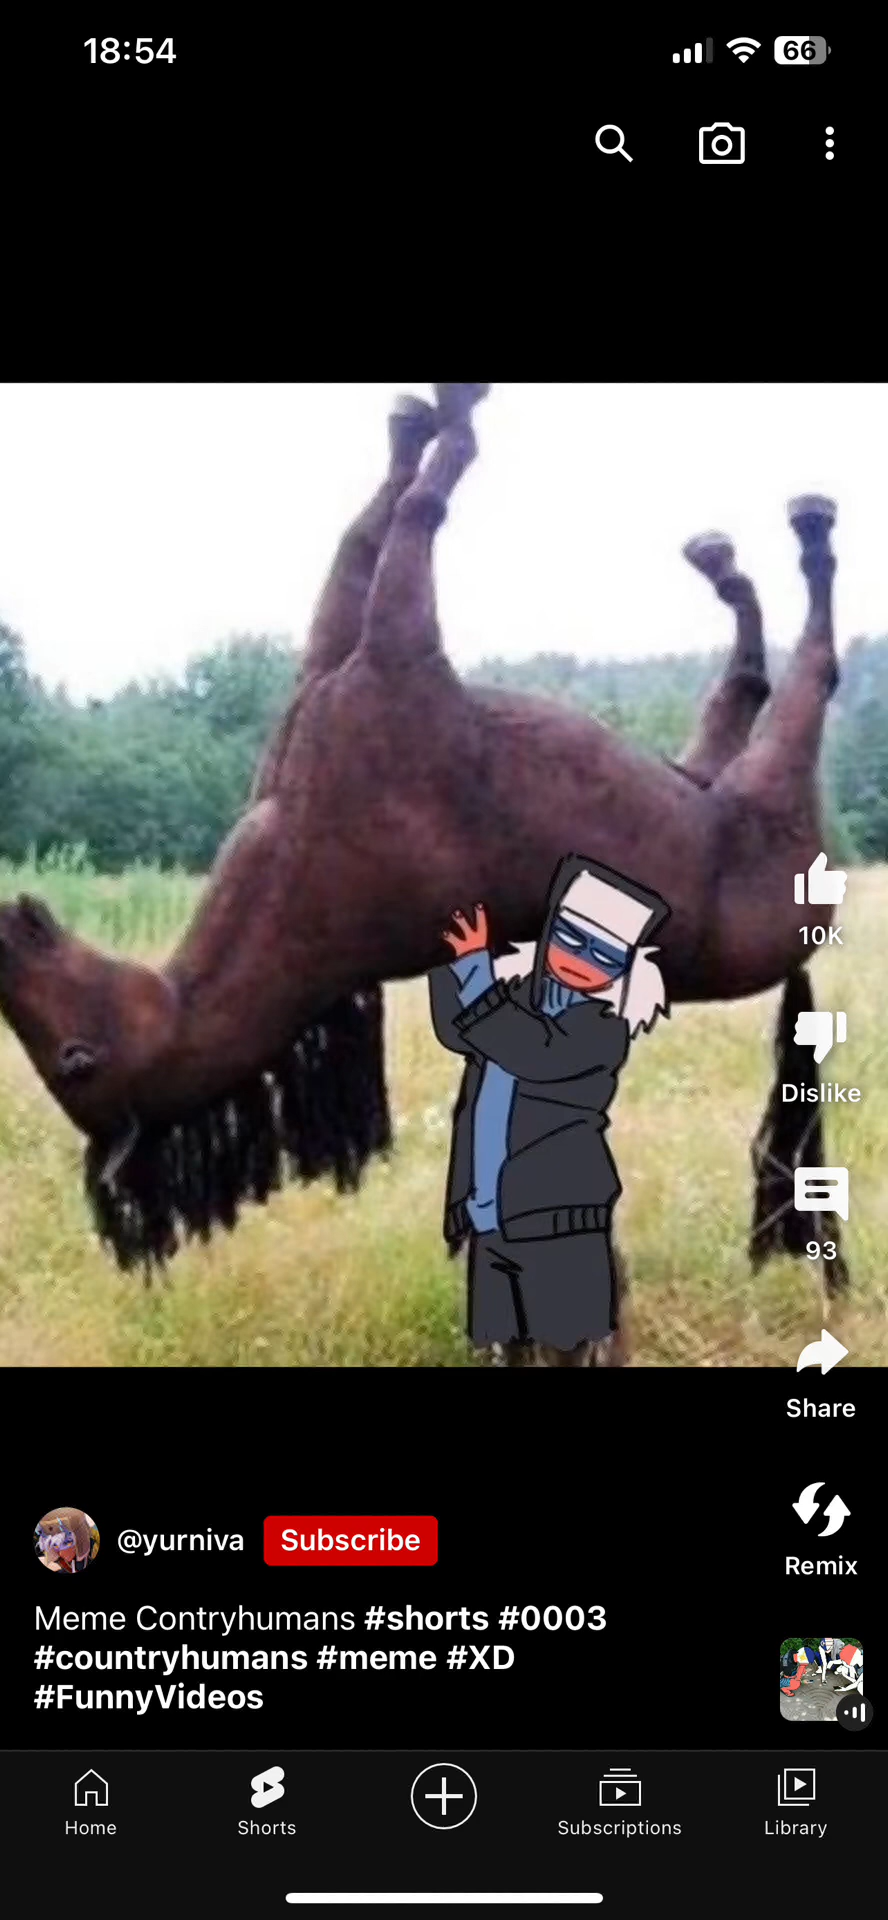 18:54
66
10K
Dislike
93
Share
Remix
@yurniva
Subscribe
Meme Contryhumans #shorts #0003
#countryhumans #meme #XD
#FunnyVideos
Home
Shorts
Subscriptions
Library